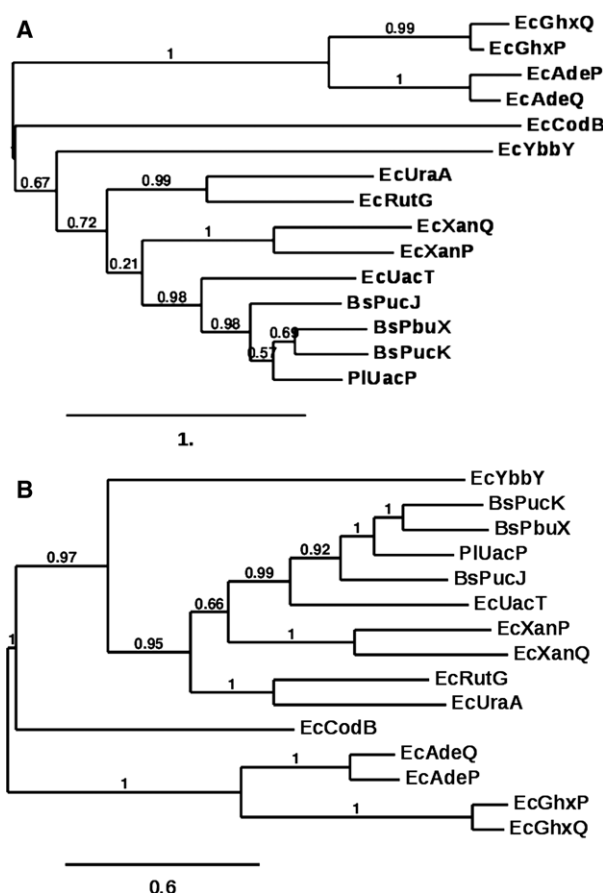 A
EcGhxQ
0.99
EcGhxP
1
EcAdeP
1
EcAdeQ
EcCodB
EcYbbY
0.67
EcUraA
0.99
EcRutG
0.72
EcXanQ
1
EcXanP
0.21
EcUacT
0.98
BsPucJ
0.98
BsPbuX
0.69
BsPucK
0.57
PlUacP
1.
B
EcYbbY
BsPucK
1
BsPbuX
1
0.97
PlUacP
0.92
BsPucJ
0.99
EcUacT
0.66
EcXanP
1
EcXanQ
1
0.95
EcRutG
1
EcUraA
EcCodB
EcAdeQ
1
EcAdeP
1
EcGhxP
1
EcGhxQ
0.6